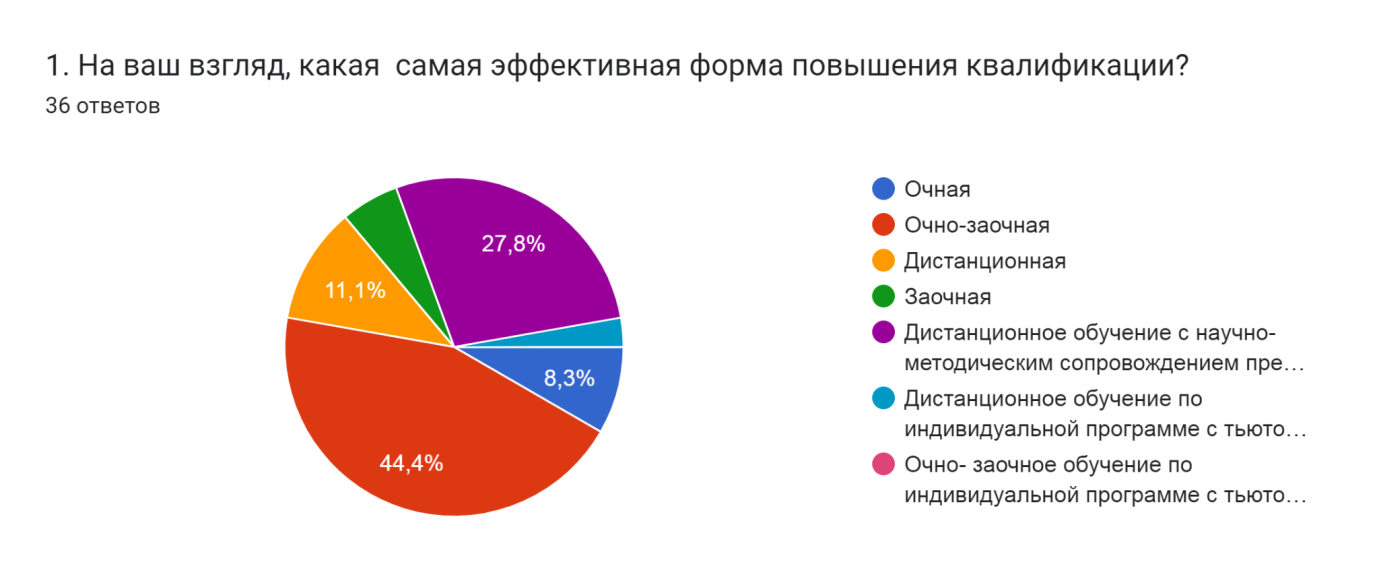 1. На ваш взгляд, какая  самая эффективная форма повышения квалификации?
36 ответов
27,8%
11,1%
8,3%
44,4%
Очная
Очно-заочная
Дистанционная
Заочная
Дистанционное обучение с научно-
методическим сопровождением пре…
Дистанционное обучение по
индивидуальной программе с тьюто…
Очно- заочное обучение по
индивидуальной программе с тьюто…